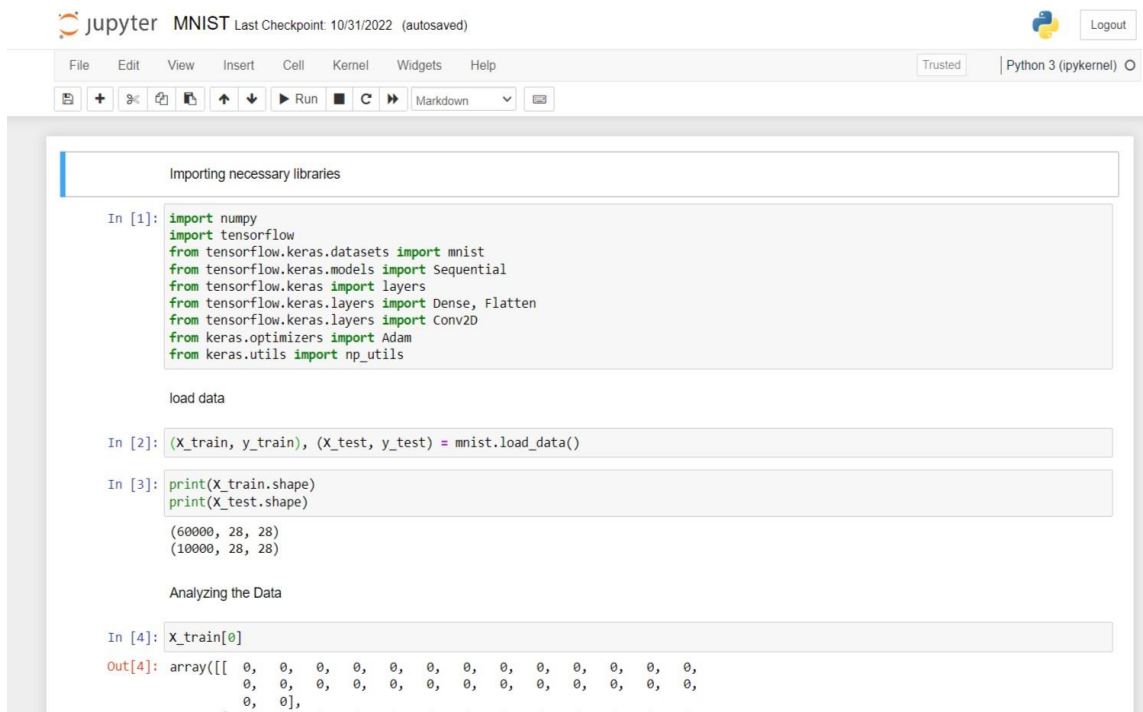 jupyter MNIST Last Checkpoint: 10/31/2022 (autosaved)
Logout
File Edit View Insert Cell Kernel Widgets Help
Trusted
Python 3 (ipykernel)
Run
Markdown
Importing necessary libraries
In [1]: import numpy
import tensorflow
from tensorflow.keras.datasets import mnist
from tensorflow.keras.models import Sequential
from tensorflow.keras import layers
from tensorflow.keras.layers import Dense, Flatten
from tensorflow.keras.layers import Conv2D
from keras.optimizers import Adam
from keras.utils import np_utils
load data
In [2]: (X_train, y_train), (X_test, y_test) = mnist.load_data()
In [3]: print(X_train.shape)
print(X_test.shape)
(60000, 28, 28)
(10000, 28, 28)
Analyzing the Data
In [4]: X_train[0]
Out[4]: array([[ 0, 0, 0, 0, 0, 0, 0, 0, 0, 0, 0, 0, 0,
0, 0, 0, 0, 0, 0, 0, 0, 0, 0, 0, 0, 0,
0, 0],